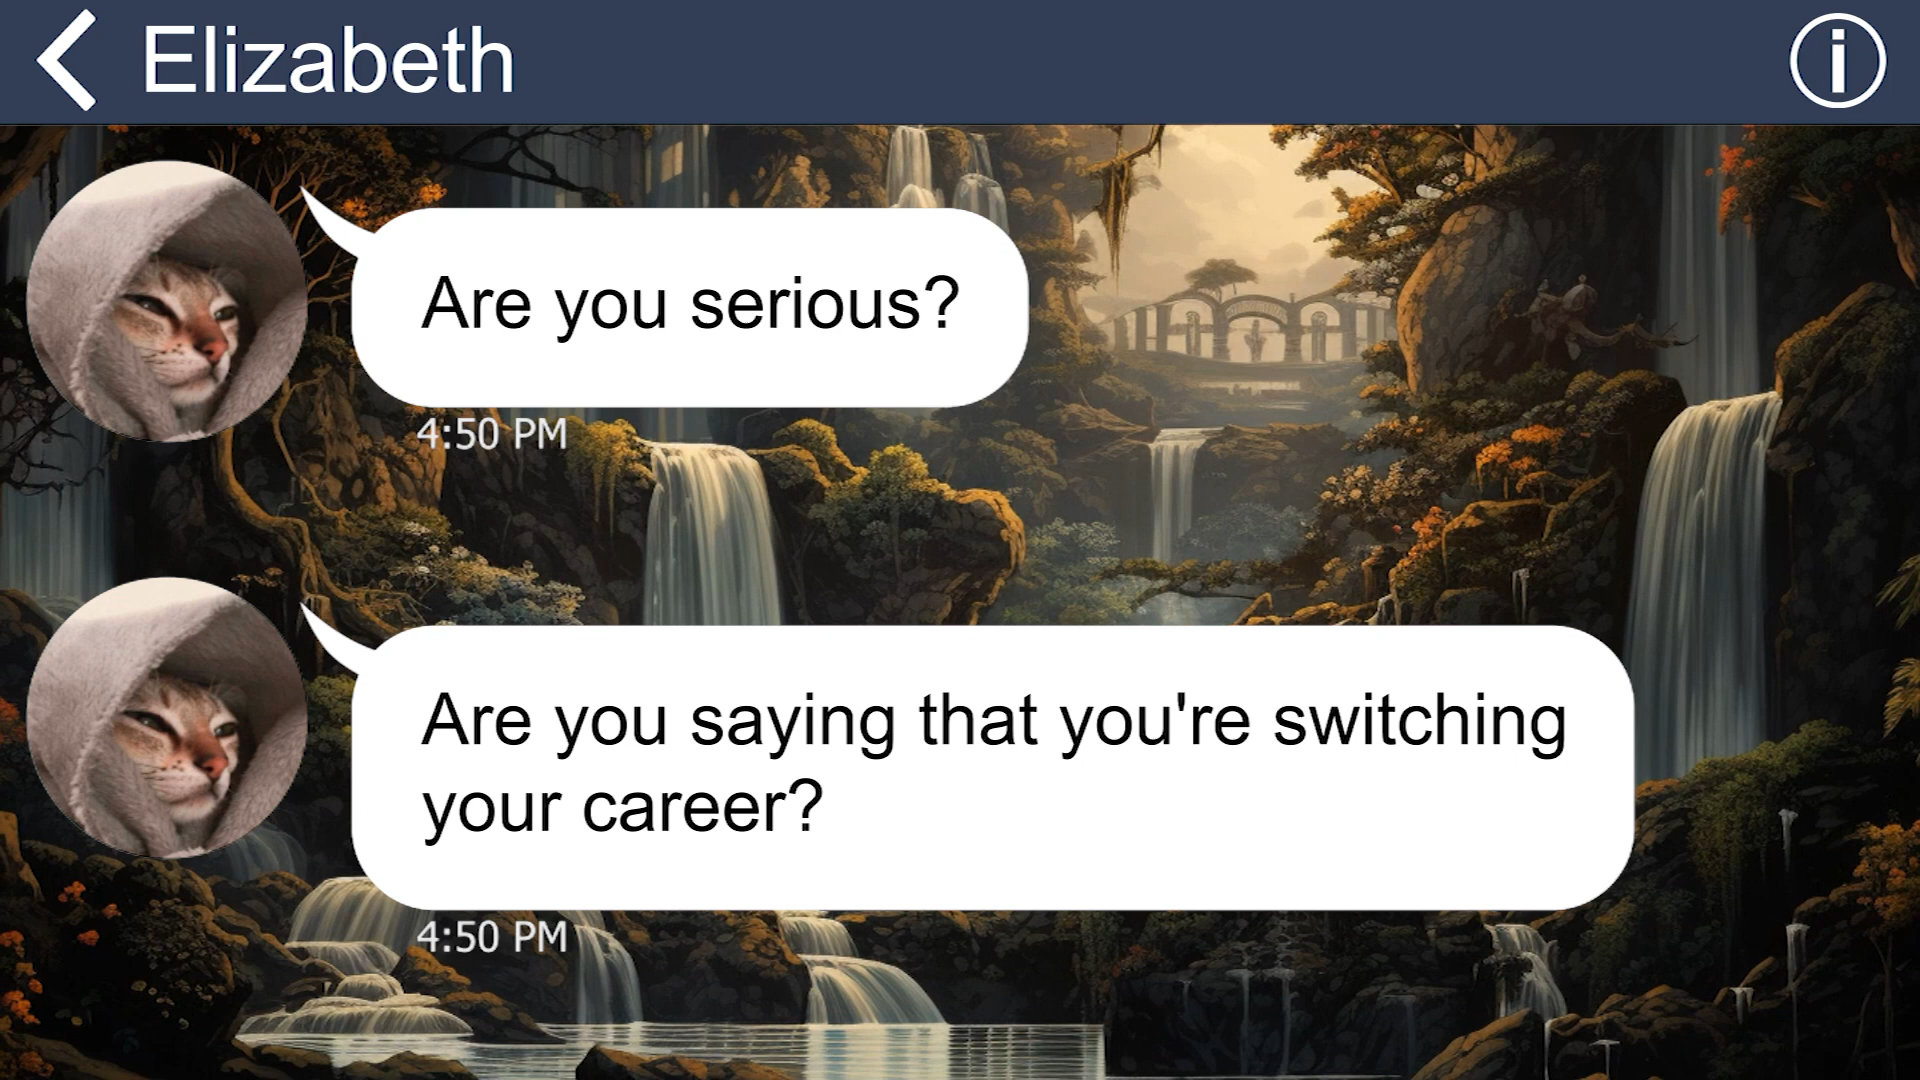 Elizabeth
Are you serious?
4:50 PM
Are you saying that you're switching
your career?
4:50 PM